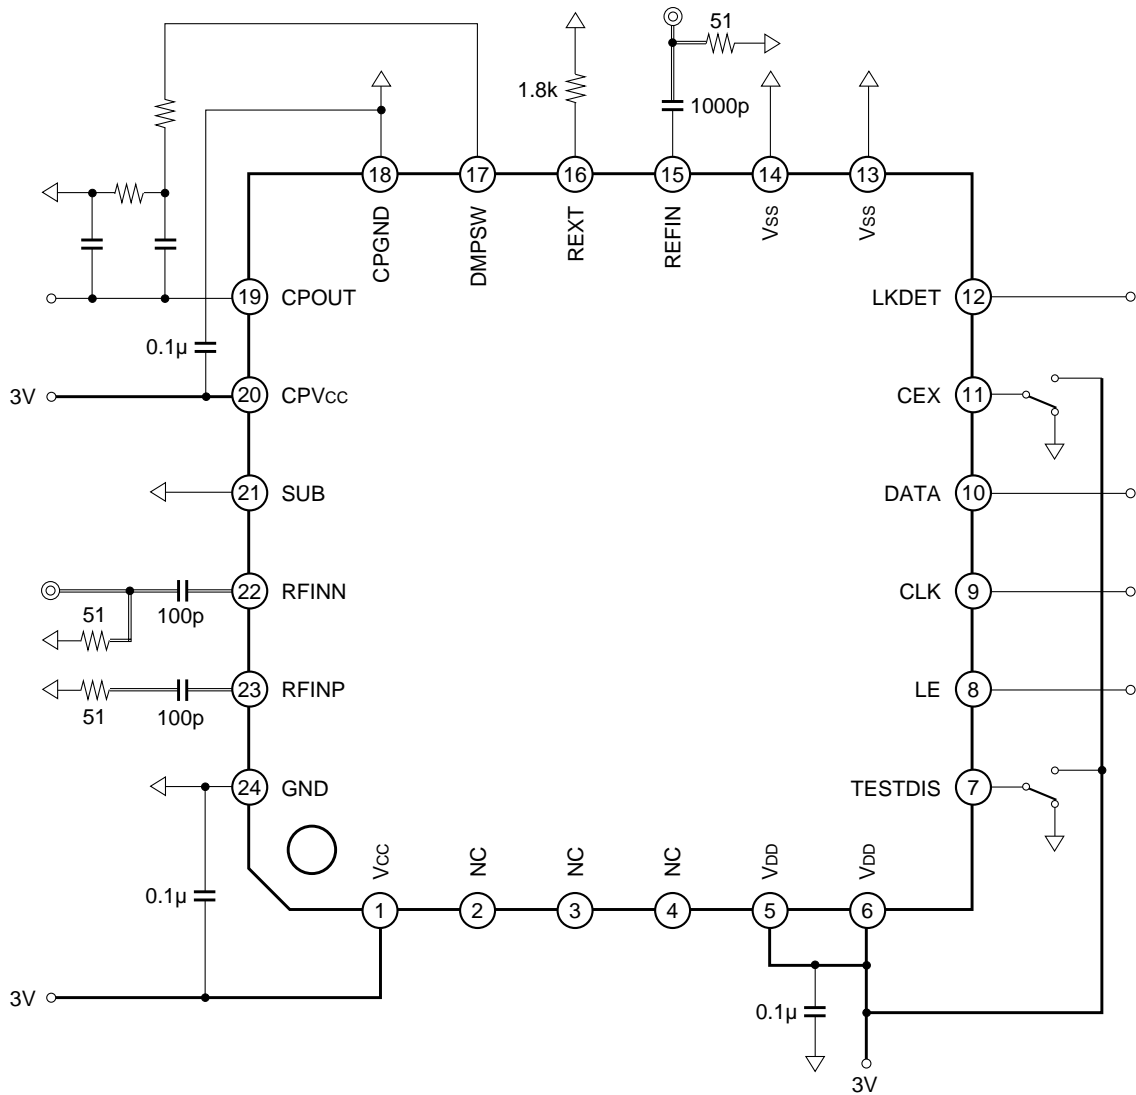 51
1.8k
1000p
18
17
16
15
14
13
CPGND
DMPSW
REXT
REFIN
VSS
VSS
19
CPOUT
LKDET
12
0.1µ
3V
20
CPVCC
CEX
11
21
SUB
DATA
10
22
RFINN
CLK
9
51
100p
23
RFINP
LE
8
51
100p
24
GND
TESTDIS
7
VCC
NC
NC
NC
VDD
VDD
0.1µ
1
2
3
4
5
6
3V
0.1µ
3V